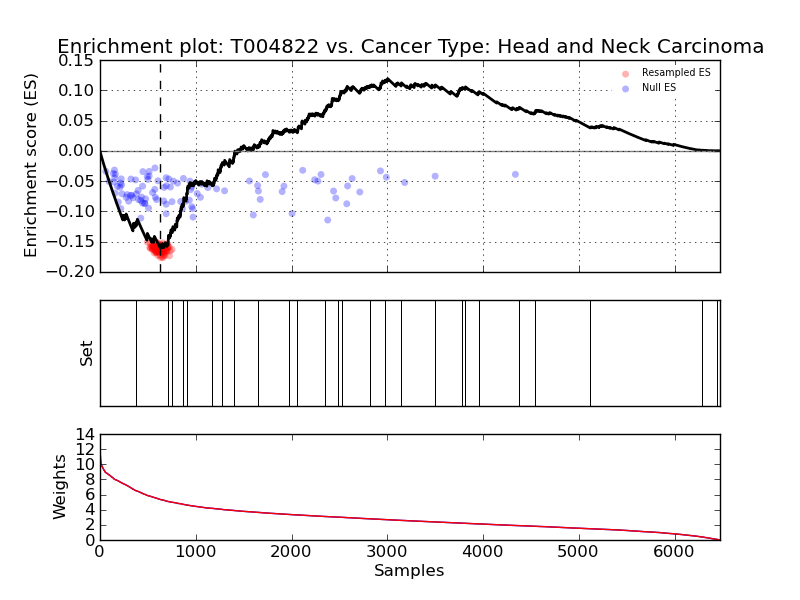 Enrichment plot: T004822 vs. Cancer Type: Head and Neck Carcinoma
Enrichment score (ES)
0.15
0.10
0.05
0.00
−0.05
−0.10
−0.15
−0.20
Resampled ES
Null ES
Set
Weights
14
12
10
8
6
4
2
0
0 1000 2000 3000 4000 5000 6000
Samples